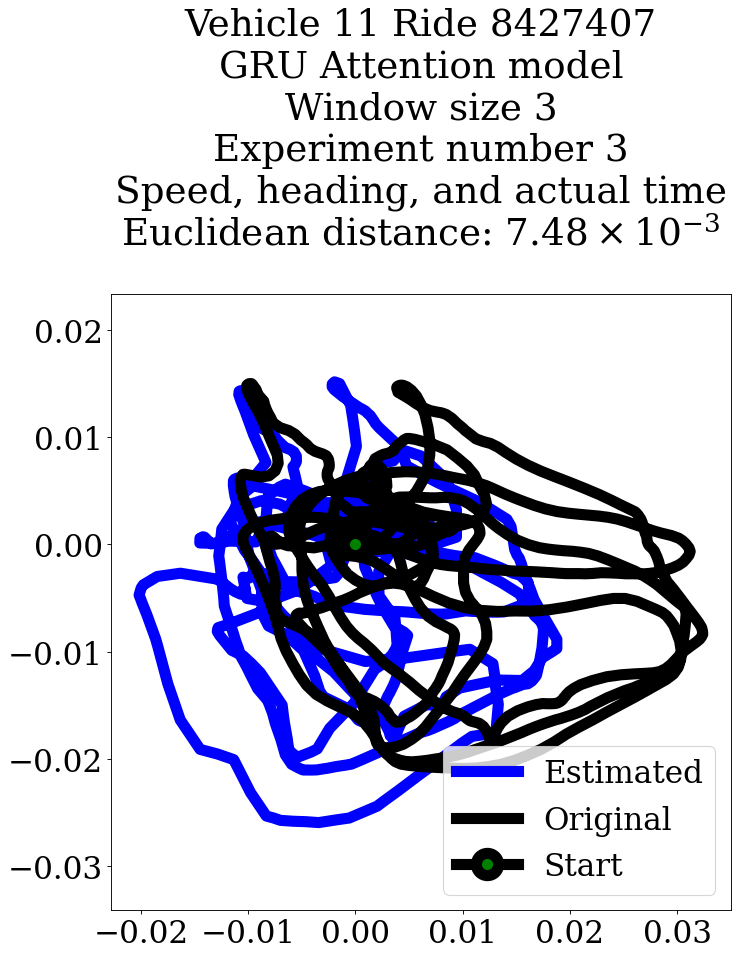 Vehicle 11 Ride 8427407
GRU Attention model
Window size 3
Experiment number 3
Speed, heading, and actual time
Euclidean distance: 7.48 × 10⁻³
0.02
0.01
0.00
−0.01
−0.02
−0.03
Estimated
Original
Start
−0.02 −0.01 0.00 0.01 0.02 0.03